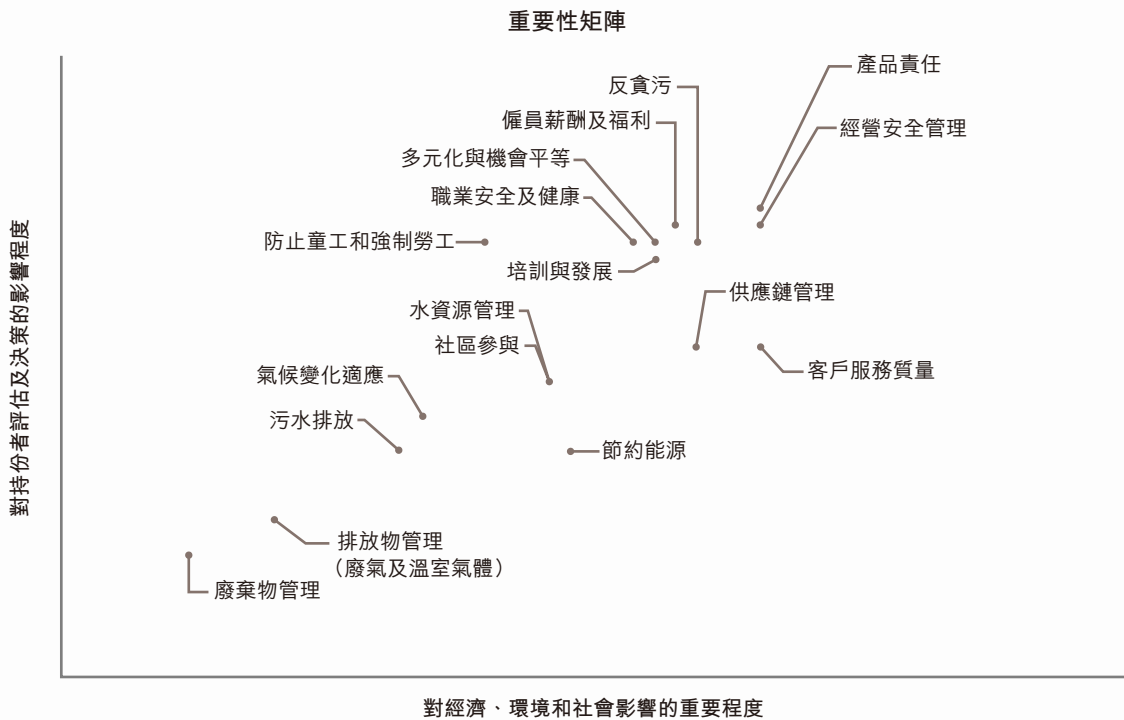 重要性矩陣
產品責任
反貪污
僱員薪酬及福利
經營安全管理
多元化與機會平等
職業安全及健康
防止童工和強制勞工
培訓與發展
供應鏈管理
水資源管理
社區參與
客戶服務質量
氣候變化適應
污水排放
節約能源
排放物管理
（廢氣及溫室氣體）
廢棄物管理
對持份者評估及決策的影響程度
對經濟、環境和社會影響的重要程度